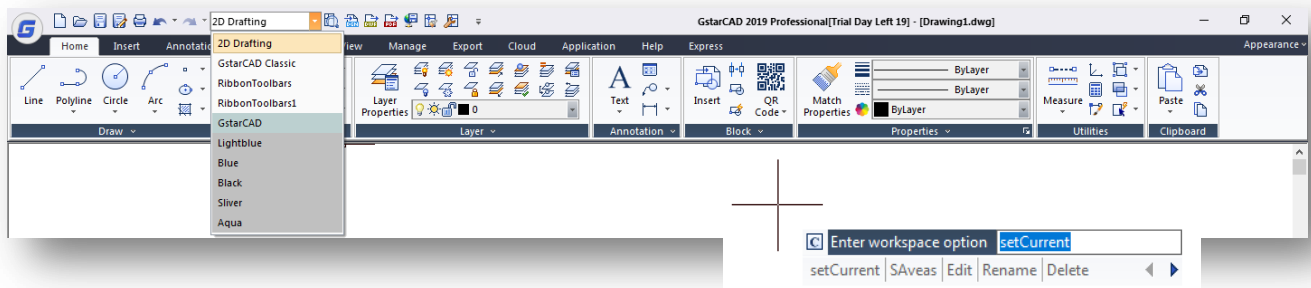 G
2D Drafting
GstarCAD 2019 Professional[Trial Day Left 19] - [Drawing1.dwg]
Home Insert Annotatio iew Manage Export Cloud Application Help Express Appearance
2D Drafting
GstarCAD Classic
RibbonToolbars
RibbonToolbars1
GstarCAD
Lightblue
Blue
Black
Sliver
Aqua
Line Polyline Circle Arc
Draw
Layer
Properties
0
Layer
Text
Annotation
Insert
QR
Code
Block
Match
Properties
ByLayer
ByLayer
ByLayer
Properties
Measure
Utilities
Paste
Clipboard
C Enter workspace option setCurrent
setCurrent SAveas Edit Rename Delete